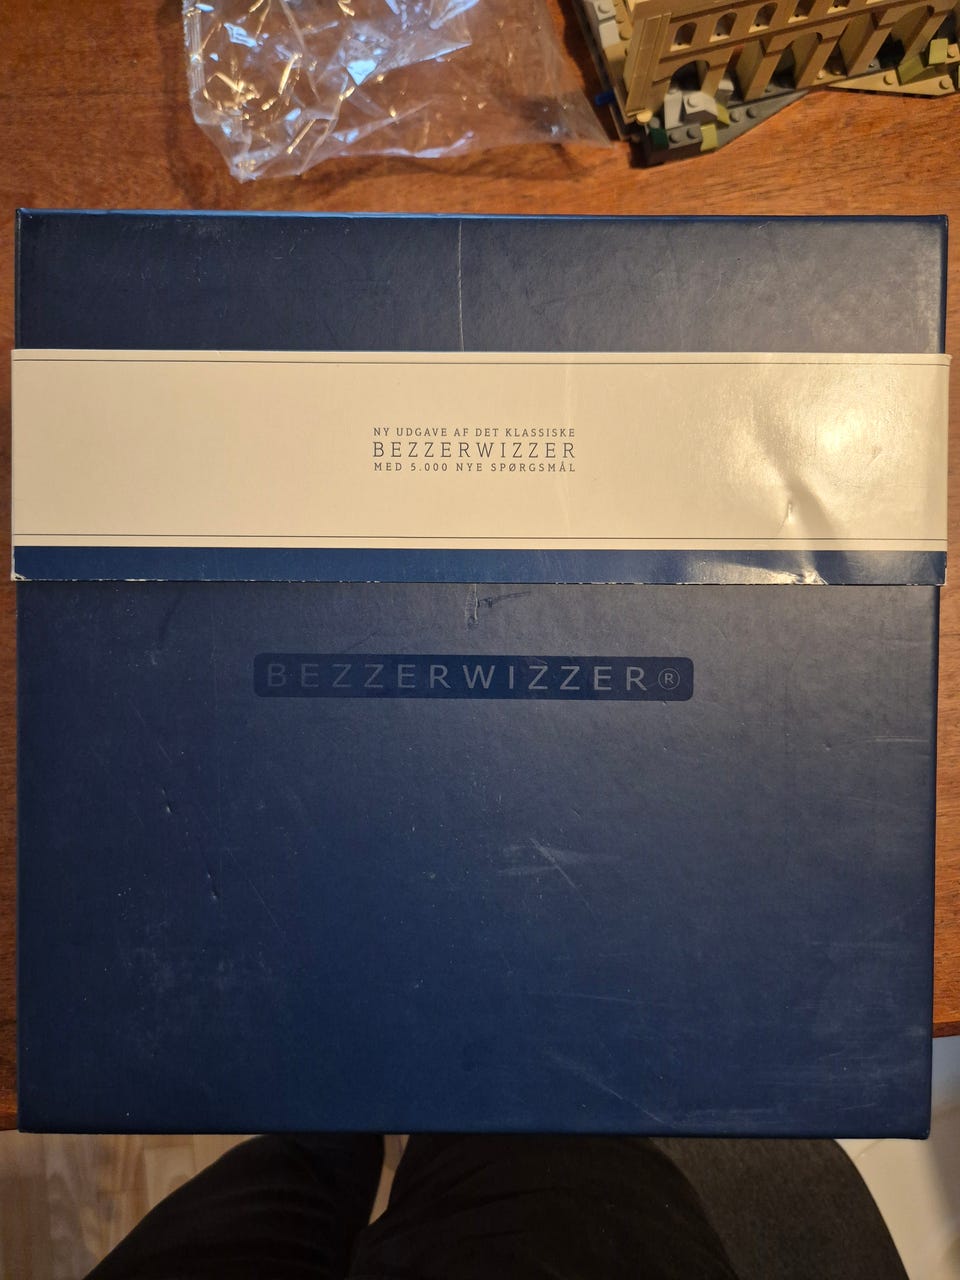 NY UDGAVE AF DET KLASSISKE
BEZZERWIZZER
MED 5.000 NYE SPØRGSMÅL
BEZZERWIZZER®